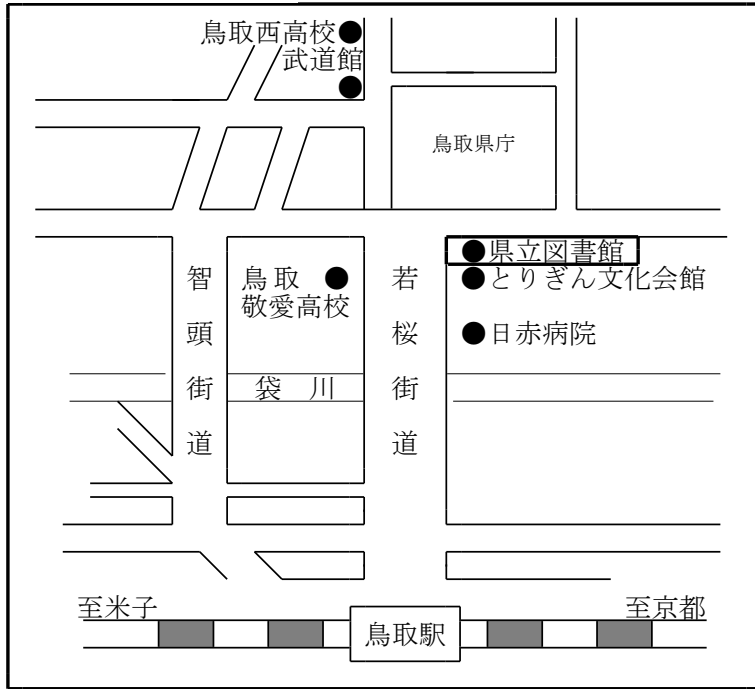 鳥取西高校
武道館
鳥取県庁
県立図書館
とりぎん文化会館
日赤病院
鳥取
敬愛高校
智頭街道
若桜街道
袋川
至米子
至京都
鳥取駅